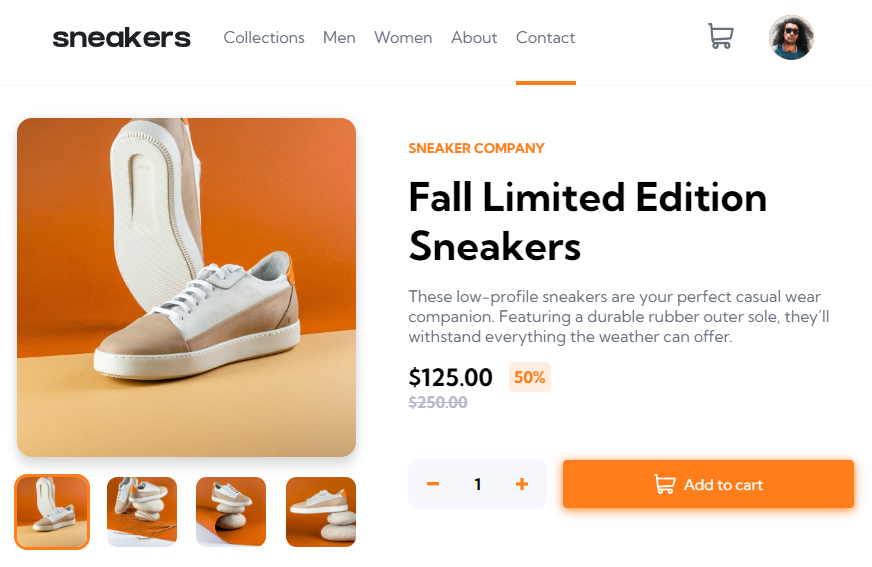 sneakers
Collections Men Women About Contact
SNEAKER COMPANY
Fall Limited Edition
Sneakers
These low-profile sneakers are your perfect casual wear
companion. Featuring a durable rubber outer sole, they’ll
withstand everything the weather can offer.
$125.00 50%
$250.00
1
Add to cart